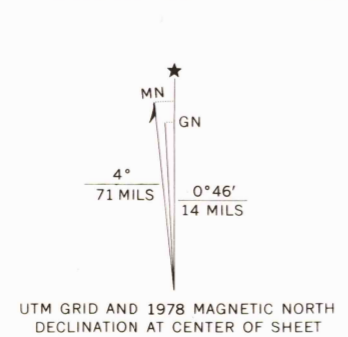 ★
MN
GN
4°
71 MILS
0°46′
14 MILS
UTM GRID AND 1978 MAGNETIC NORTH
DECLINATION AT CENTER OF SHEET